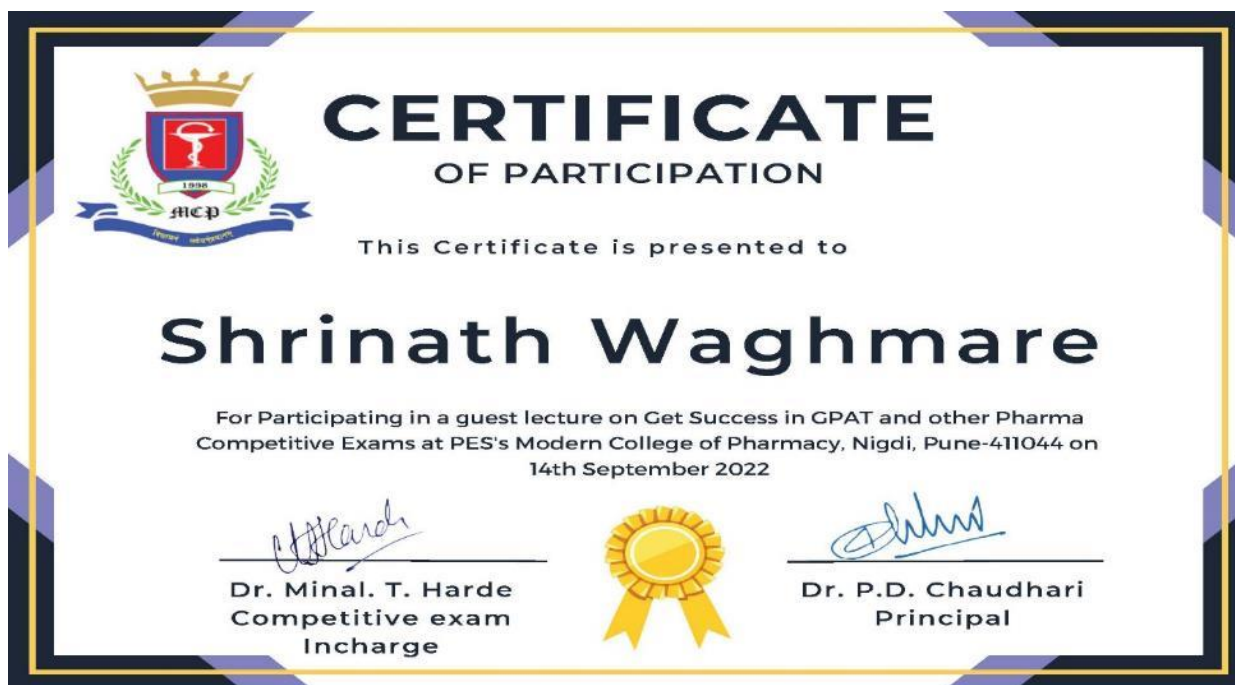 CERTIFICATE
OF PARTICIPATION
1998
MCP
This Certificate is presented to
Shrinath Waghmare
For Participating in a guest lecture on Get Success in GPAT and other Pharma
Competitive Exams at PES's Modern College of Pharmacy, Nigdi, Pune-411044 on
14th September 2022
Dr. Minal. T. Harde
Competitive exam
Incharge
Dr. P.D. Chaudhari
Principal